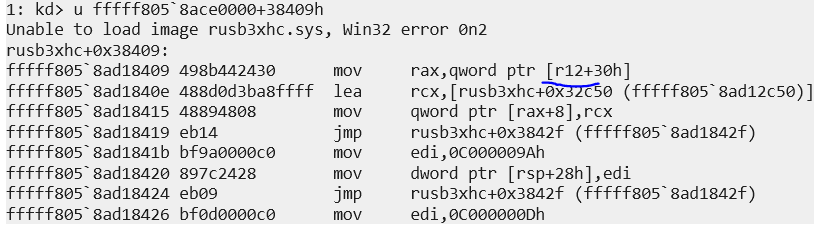 1: kd> u fffff805`8ace0000+38409h
Unable to load image rusb3xhc.sys, Win32 error 0n2
rusb3xhc+0x38409:
fffff805`8ad18409 498b442430 mov rax,qword ptr [r12+30h]
fffff805`8ad1840e 488d0d3ba8ffff lea rcx,[rusb3xhc+0x32c50 (fffff805`8ad12c50)]
fffff805`8ad18415 48894808 mov qword ptr [rax+8],rcx
fffff805`8ad18419 eb14 jmp rusb3xhc+0x3842f (fffff805`8ad1842f)
fffff805`8ad1841b bf9a0000c0 mov edi,0C000009Ah
fffff805`8ad18420 897c2428 mov dword ptr [rsp+28h],edi
fffff805`8ad18424 eb09 jmp rusb3xhc+0x3842f (fffff805`8ad1842f)
fffff805`8ad18426 bf0d0000c0 mov edi,0C000000Dh